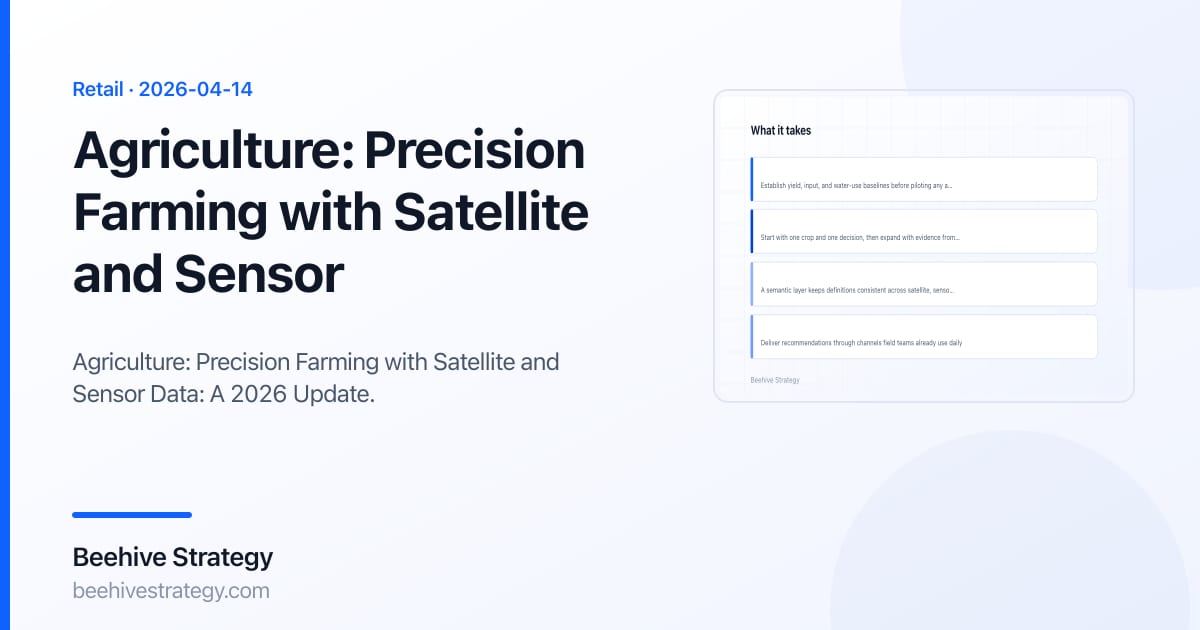 Retail · 2026-04-14
Agriculture: Precision
Farming with Satellite
and Sensor
Agriculture: Precision Farming with Satellite and
Sensor Data: A 2026 Update.
Beehive Strategy
beehivestrategy.com
What it takes
Establish yield, input, and water-use baselines before piloting any a...
Start with one crop and one decision, then expand with evidence from...
A semantic layer keeps definitions consistent across satellite, senso...
Deliver recommendations through channels field teams already use daily
Beehive Strategy